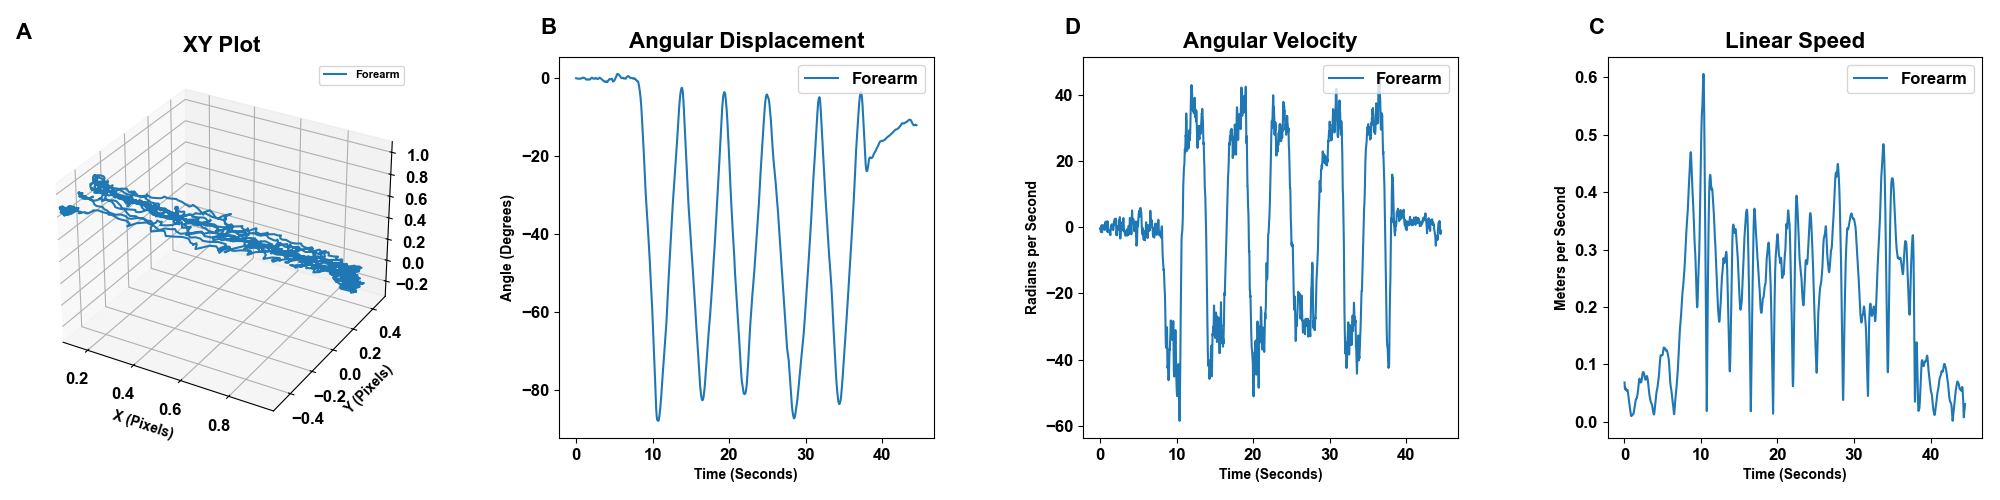 A
XY Plot
Forearm
1.0
0.8
0.6
0.4
0.2
0.0
−0.2
0.4
0.2
0.0
−0.2
−0.4
Y (Pixels)
0.2
0.4
0.6
0.8
X (Pixels)
B
Angular Displacement
Forearm
0
−20
−40
−60
−80
Angle (Degrees)
0 10 20 30 40
Time (Seconds)
D
Angular Velocity
Forearm
40
20
0
−20
−40
−60
Radians per Second
0 10 20 30 40
Time (Seconds)
C
Linear Speed
Forearm
0.6
0.5
0.4
0.3
0.2
0.1
0.0
Meters per Second
0 10 20 30 40
Time (Seconds)